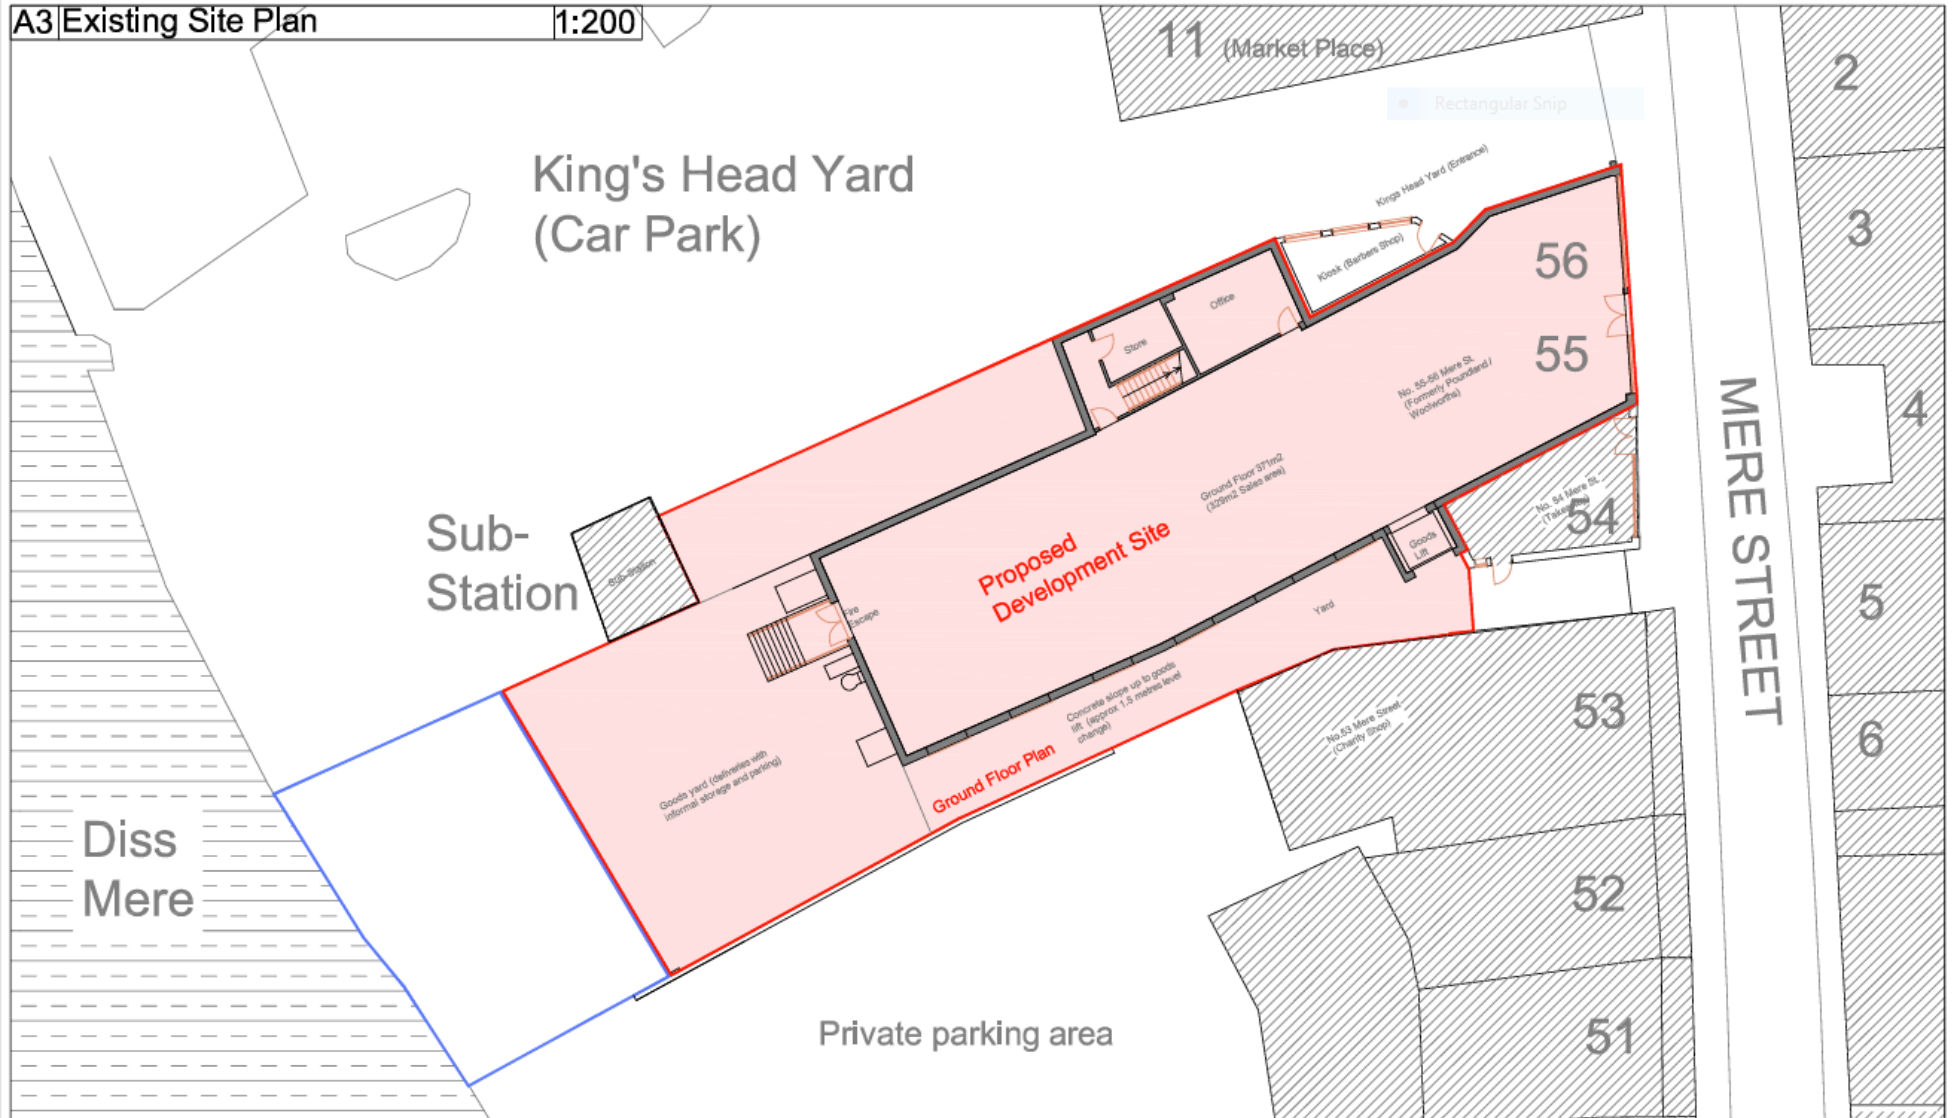 A3 Existing Site Plan 1:200
11 (Market Place)
2
Rectangular Snip
King's Head Yard
(Car Park)
Kings Head Yard (Entrance)
3
Kiosk (Barbers Shop)
56
Office
Store
55
No. 55-56 Mere St.
(Formerly Poundland /
Woolworths)
4
MERE STREET
Ground Floor 371m2
(329m2 Sales area)
No. 54 Mere St.
54
Proposed
Development Site
Goods
Lift
Sub-
Station
Sub-Station
Fire
Escape
Yard
5
Concrete slope up to goods
lift (approx 1.5 metres level
change)
53
No.53 Mere Street
(Charity Shop)
6
Ground Floor Plan
Goods yard (deliveries with
informal storage and parking)
Diss
Mere
52
Private parking area
51